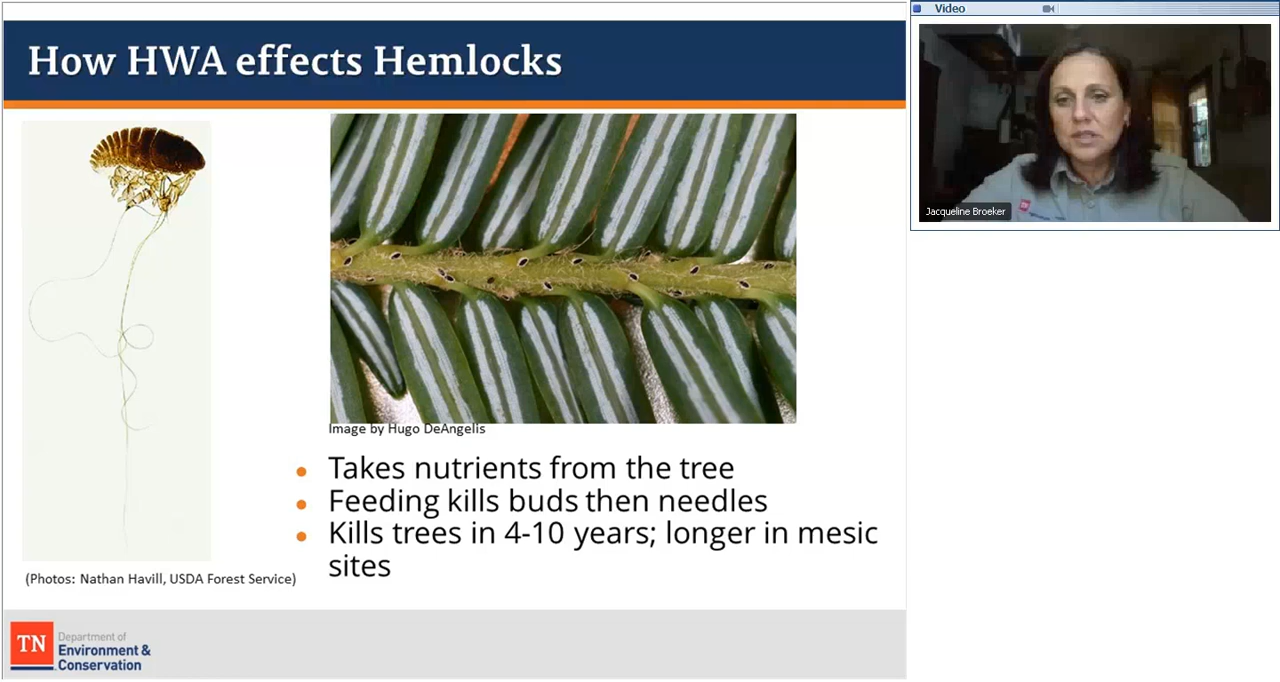 How HWA effects Hemlocks
Video
Jacqueline Broeker
Image by Hugo DeAngelis
Takes nutrients from the tree
Feeding kills buds then needles
Kills trees in 4-10 years; longer in mesic
sites
(Photos: Nathan Havill, USDA Forest Service)
TN
Department of
Environment &
Conservation